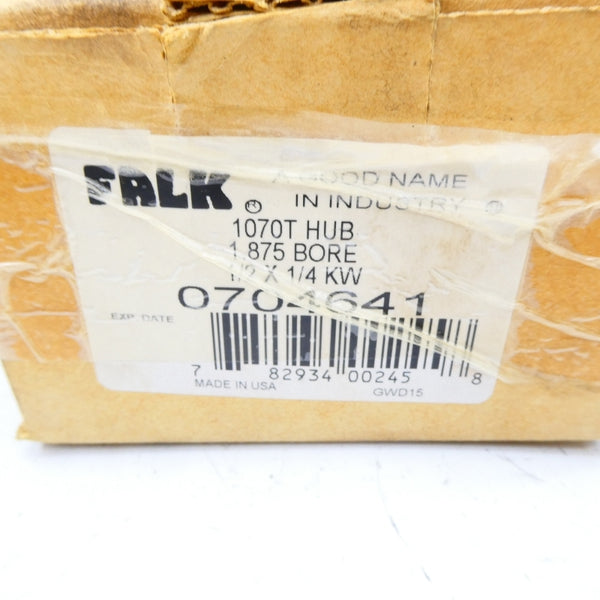 FALK ® A GOOD NAME
IN INDUSTRY ®
1070T HUB
1.875 BORE
1/2 X 1/4 KW
0704641
EXP. DATE
7 82934 00245 8
MADE IN USA GWD15